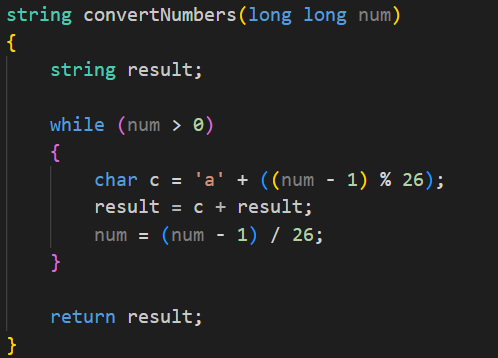 string convertNumbers(long long num)
{
    string result;

    while (num > 0)
    {
        char c = 'a' + ((num - 1) % 26);
        result = c + result;
        num = (num - 1) / 26;
    }

    return result;
}